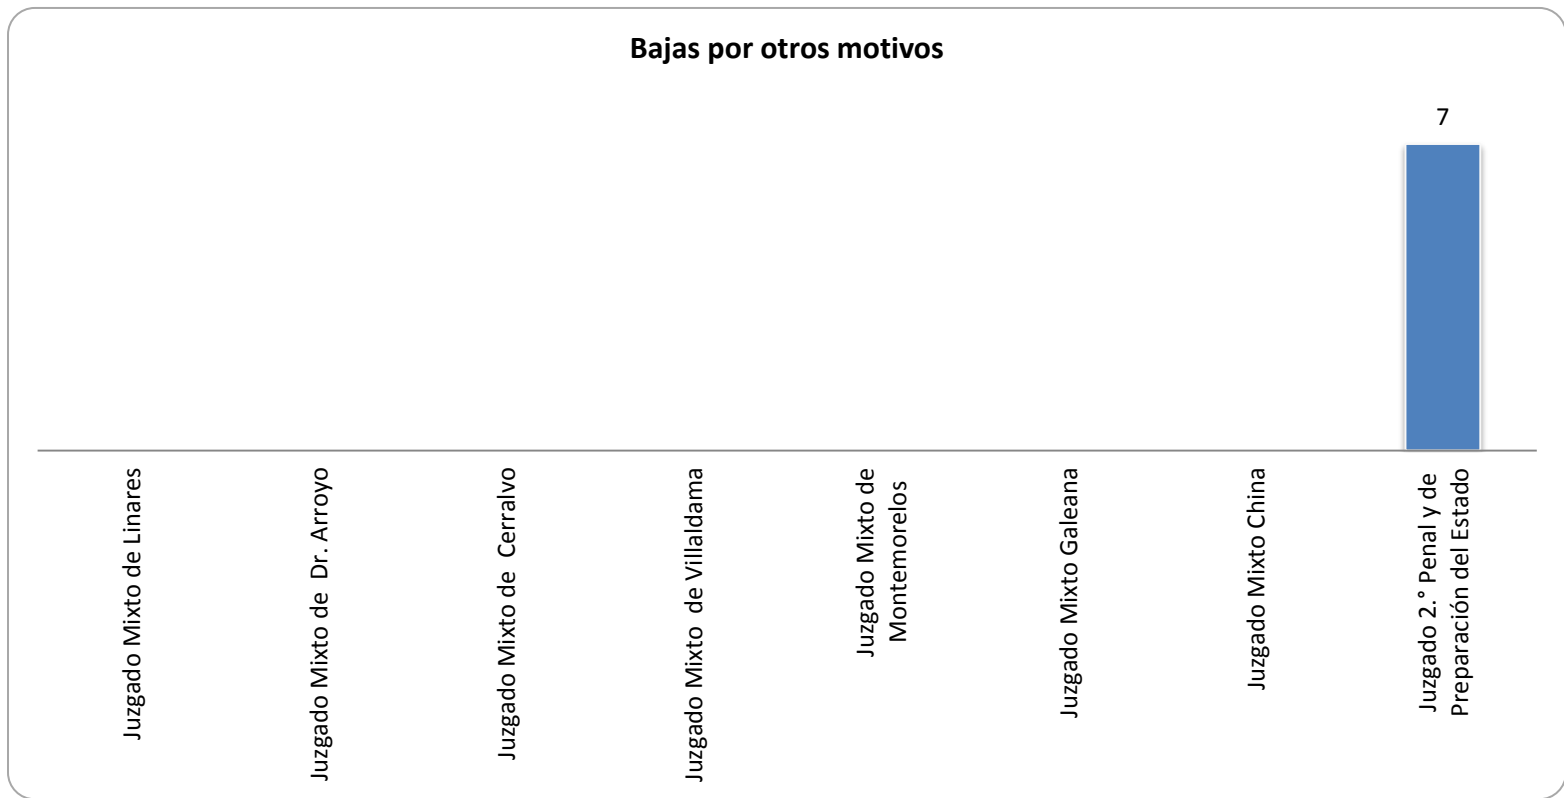 Bajas por otros motivos
7
Juzgado Mixto de Linares
Juzgado Mixto de  Dr. Arroyo
Juzgado Mixto de  Cerralvo
Juzgado Mixto  de Villaldama
Juzgado Mixto de
Montemorelos
Juzgado Mixto Galeana
Juzgado Mixto China
Juzgado 2.° Penal y de
Preparación del Estado